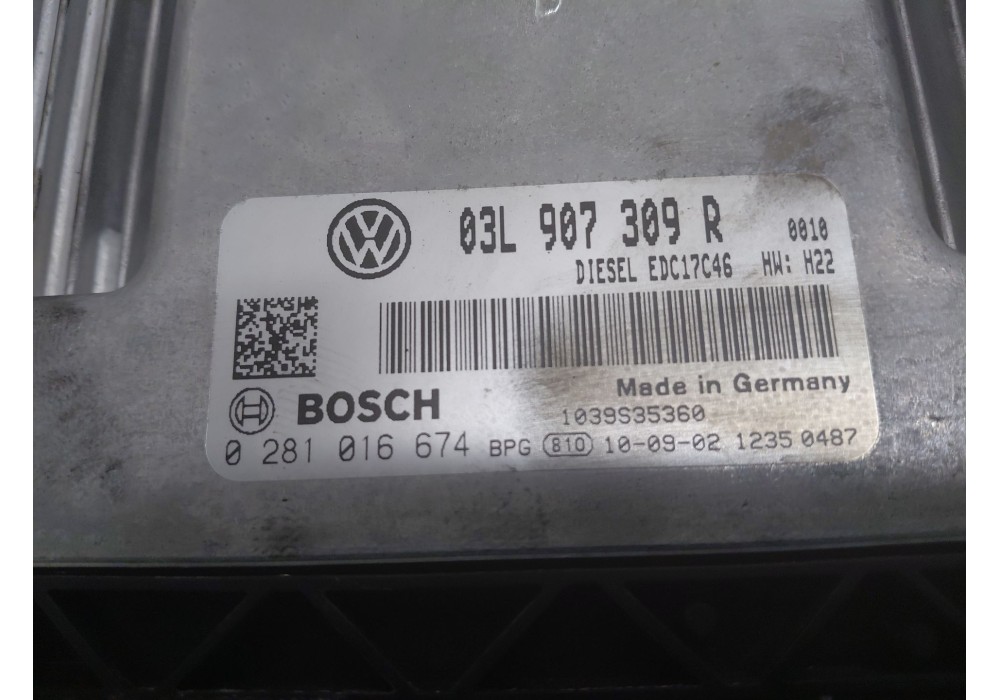 03L 907 309 R 0010
DIESEL EDC17C46 HW: H22
Made in Germany
BOSCH 1039S35360
0 281 016 674 BPG 810 10-09-02 1235 0487